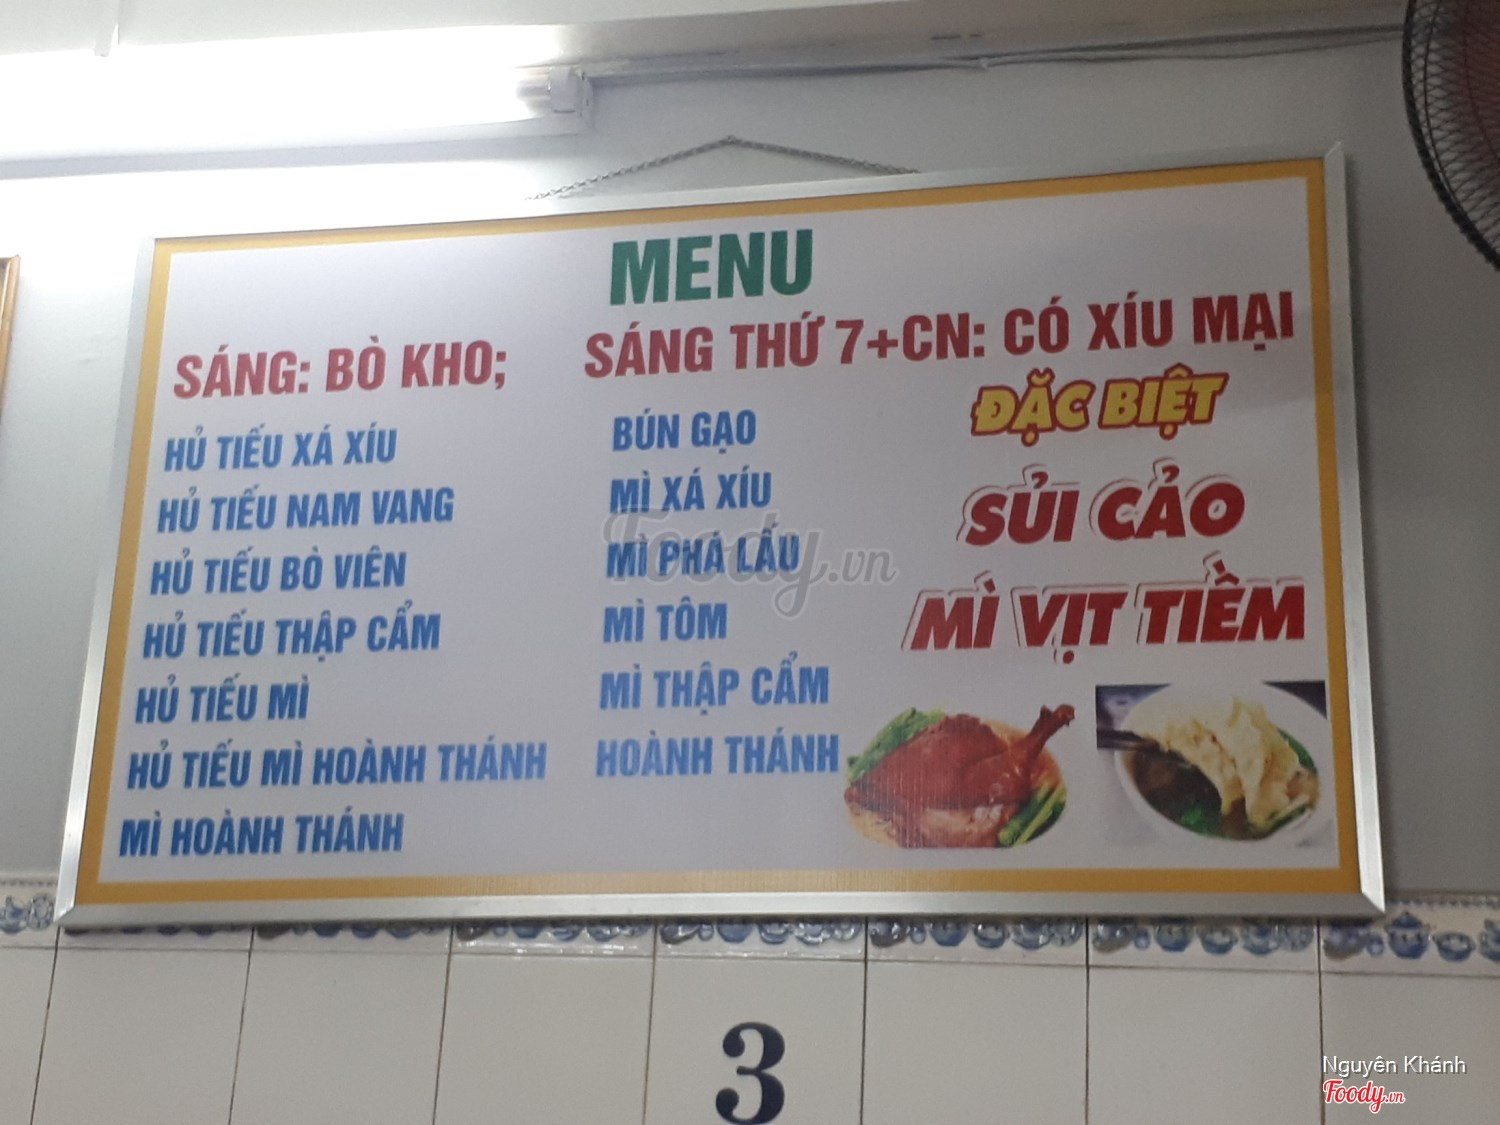 MENU
SÁNG: BÒ KHO;
SÁNG THỨ 7+CN: CÓ XÍU MẠI
HỦ TIẾU XÁ XÍU
HỦ TIẾU NAM VANG
HỦ TIẾU BÒ VIÊN
HỦ TIẾU THẬP CẨM
HỦ TIẾU MÌ
HỦ TIẾU MÌ HOÀNH THÁNH
MÌ HOÀNH THÁNH
BÚN GẠO
MÌ XÁ XÍU
MÌ PHÁ LẤU
MÌ TÔM
MÌ THẬP CẨM
HOÀNH THÁNH
ĐẶC BIỆT
SỦI CẢO
MÌ VỊT TIỀM
Foody.vn
3
Nguyên Khánh
Foody.vn